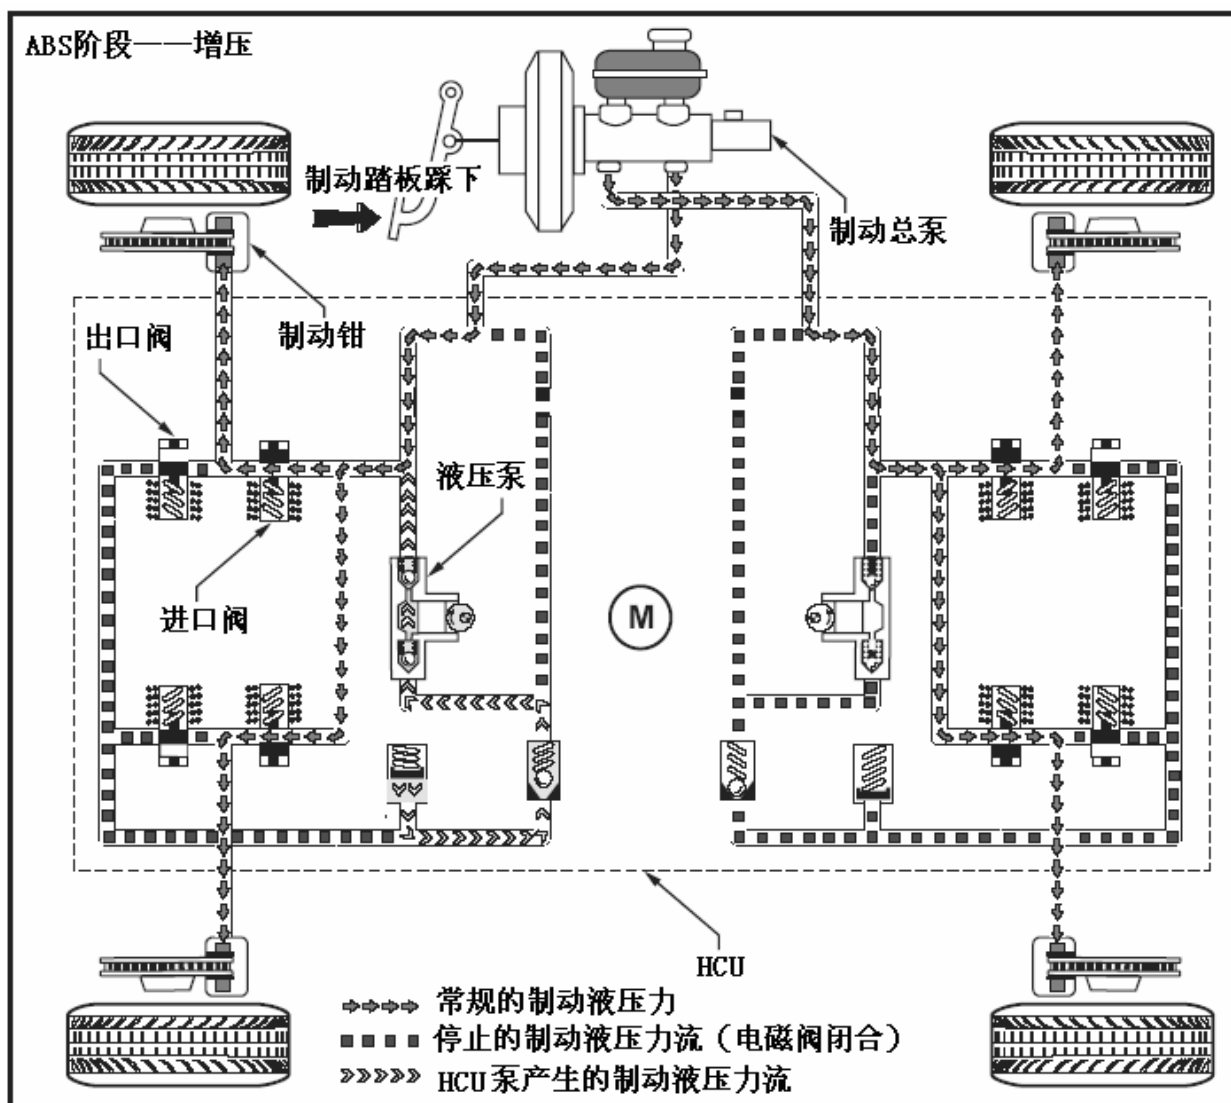 ABS阶段——增压
制动踏板踩下
制动总泵
出口阀
制动钳
液压泵
进口阀
M
HCU
常规的制动液压力
停止的制动液压力流（电磁阀闭合）
HCU泵产生的制动液压力流